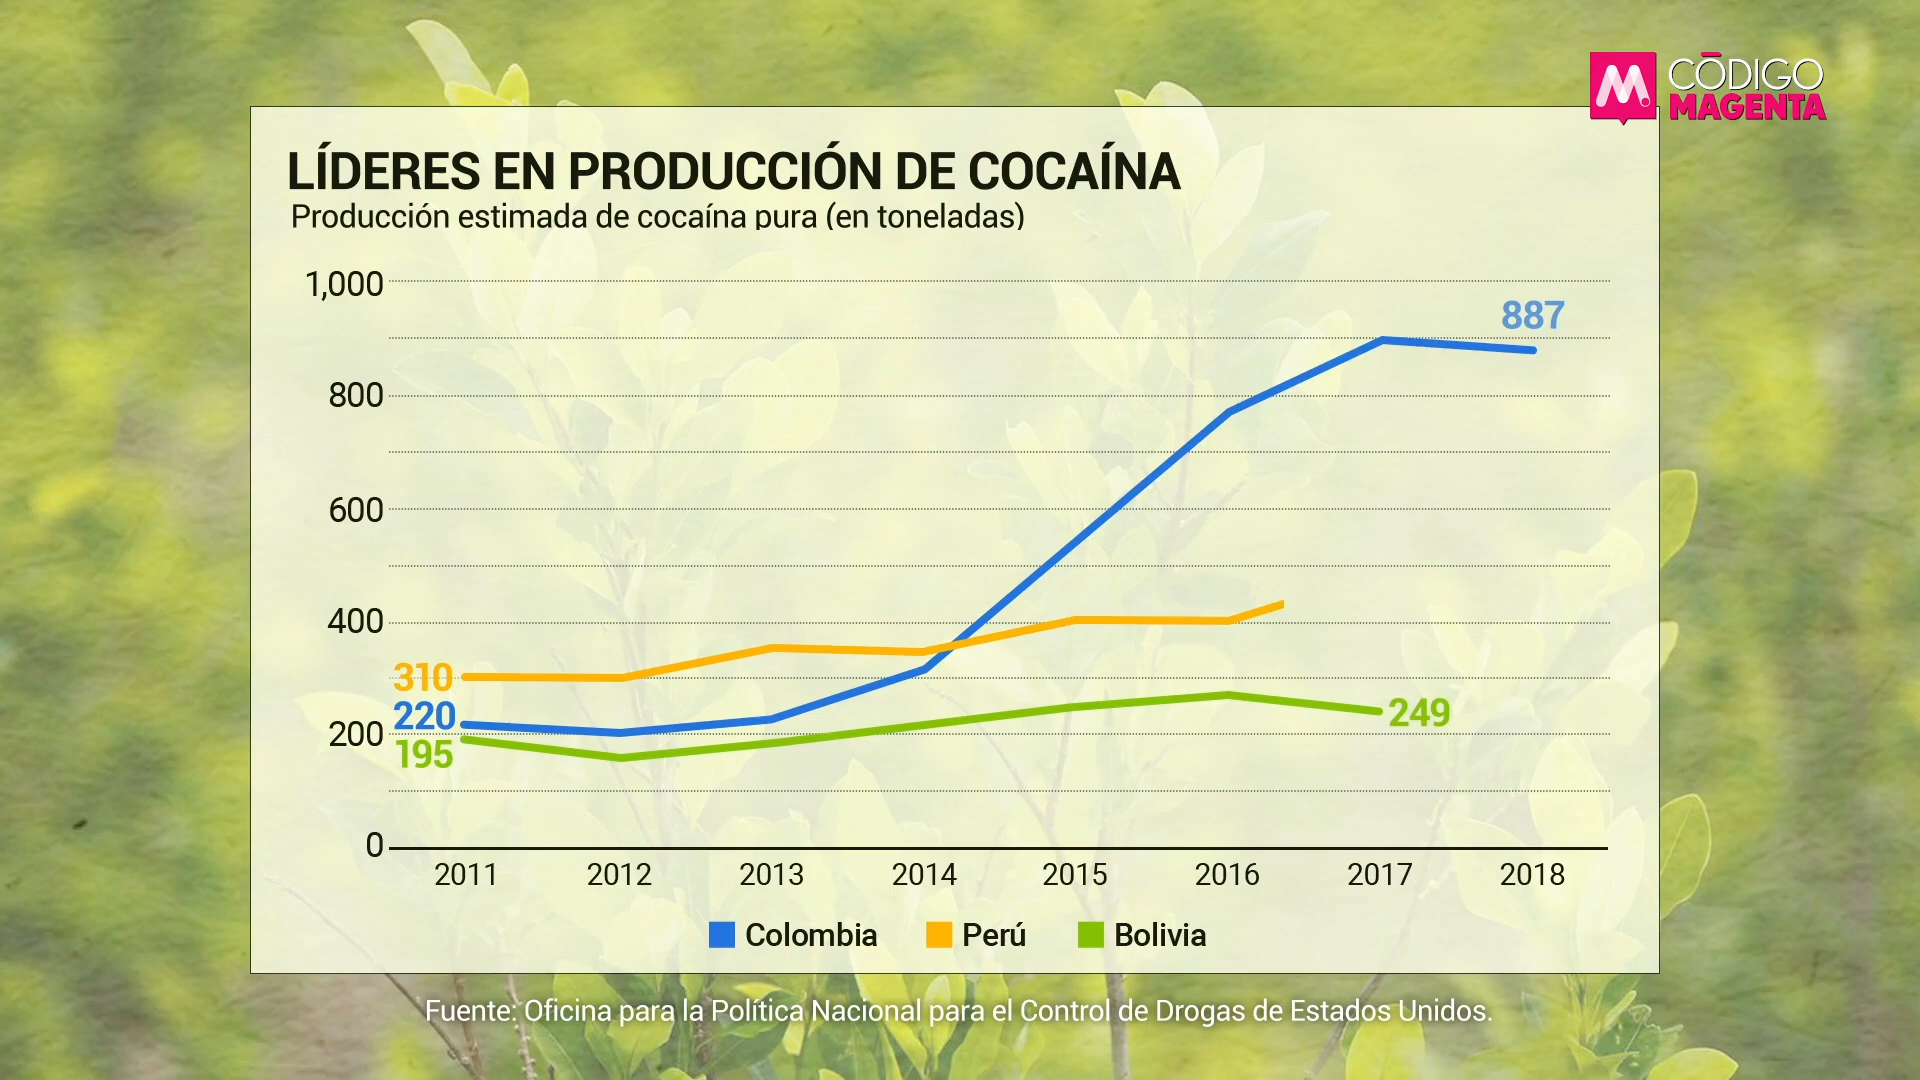 CÓDIGO
MAGENTA
LÍDERES EN PRODUCCIÓN DE COCAÍNA
Producción estimada de cocaína pura (en toneladas)
1,000
800
600
400
200
0
887
310
220
195
249
2011 2012 2013 2014 2015 2016 2017 2018
Colombia Perú Bolivia
Fuente: Oficina para la Política Nacional para el Control de Drogas de Estados Unidos.